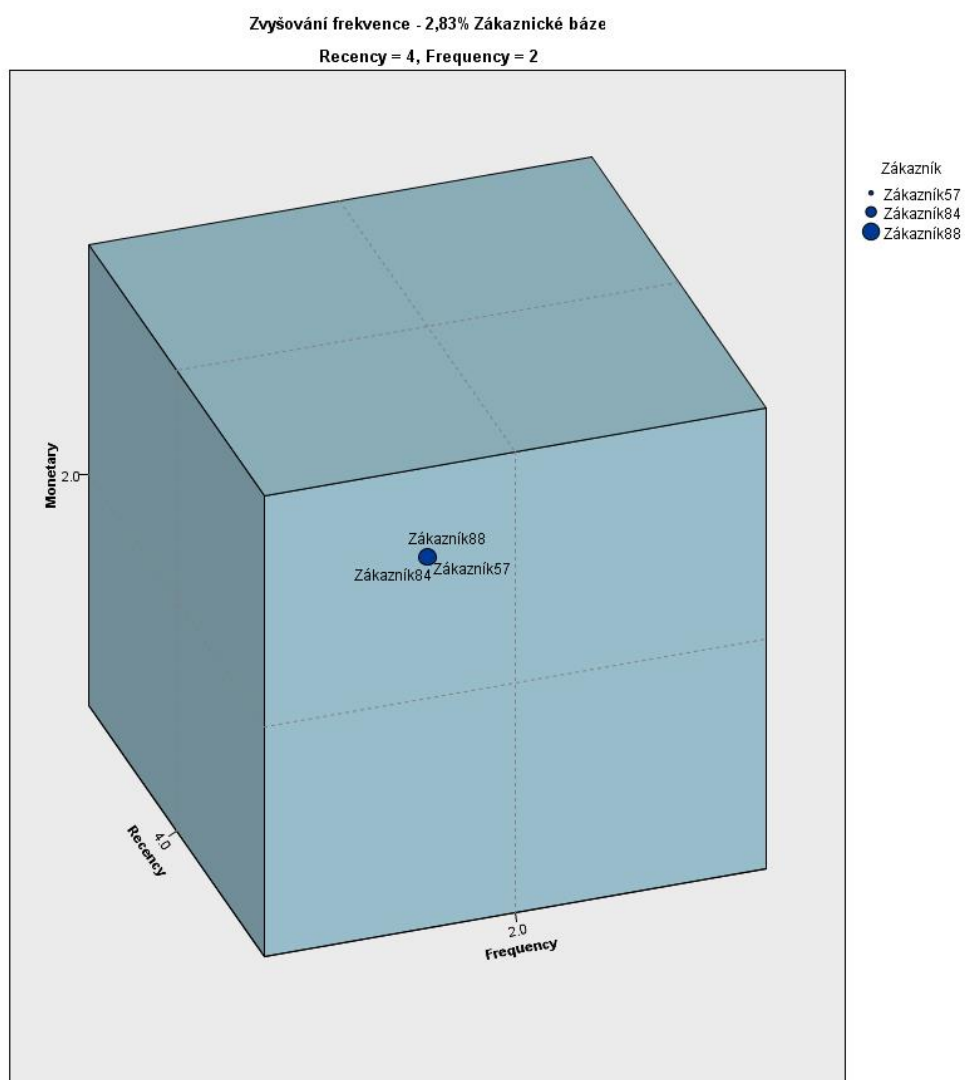 Zvyšování frekvence - 2,83% Zákaznické báze
Recency = 4, Frequency = 2
Zákazník
Zákazník57
Zákazník84
Zákazník88
Monetary
2.0
Zákazník88
Zákazník57
Zákazník84
4.0
Recency
2.0
Frequency